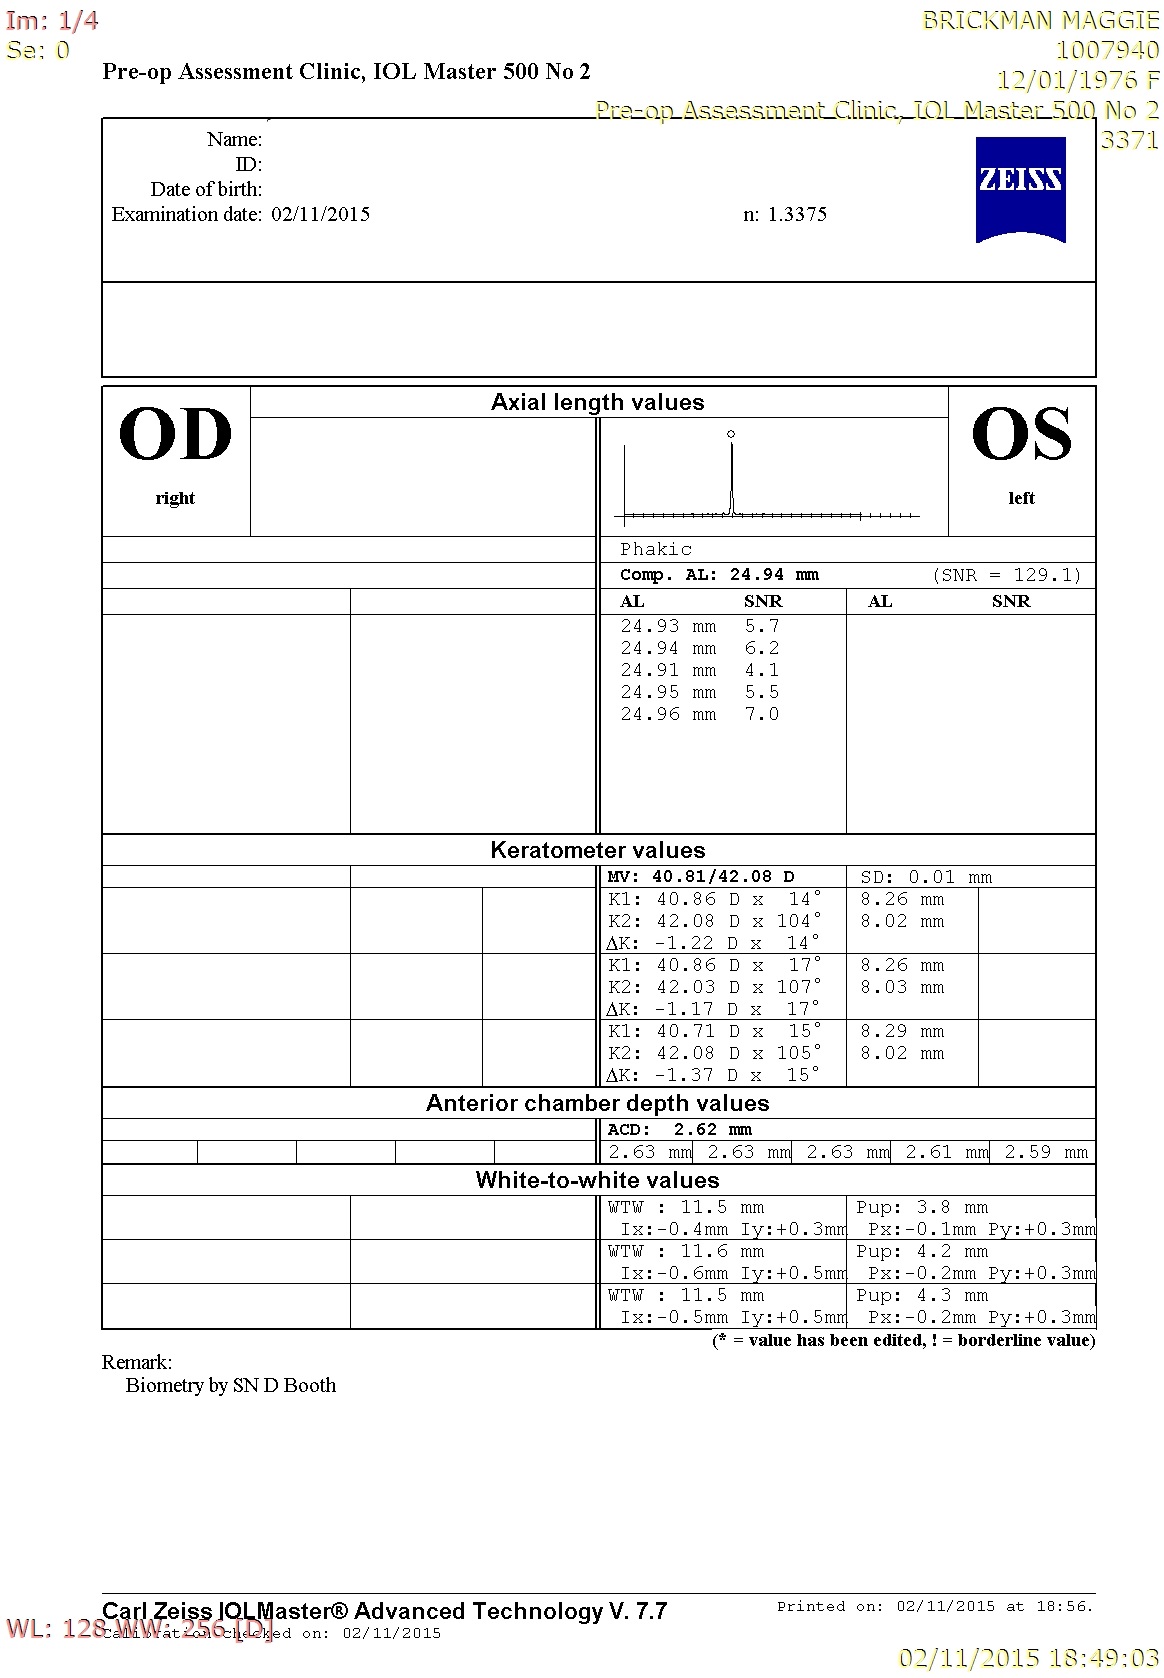 Im: 1/4
Se: 0
BRICKMAN MAGGIE
1007940
12/01/1976 F
Pre-op Assessment Clinic, IOL Master 500 No 2
3371
Pre-op Assessment Clinic, IOL Master 500 No 2
Name:
ID:
Date of birth:
Examination date: 02/11/2015 n: 1.3375
ZEISS
OD
right
Axial length values
OS
left
Phakic
Comp. AL: 24.94 mm (SNR = 129.1)
AL SNR AL SNR
24.93 mm 5.7
24.94 mm 6.2
24.91 mm 4.1
24.95 mm 5.5
24.96 mm 7.0
Keratometer values
MV: 40.81/42.08 D SD: 0.01 mm
K1: 40.86 D x 14° 8.26 mm
K2: 42.08 D x 104° 8.02 mm
ΔK: -1.22 D x 14°
K1: 40.86 D x 17° 8.26 mm
K2: 42.03 D x 107° 8.03 mm
ΔK: -1.17 D x 17°
K1: 40.71 D x 15° 8.29 mm
K2: 42.08 D x 105° 8.02 mm
ΔK: -1.37 D x 15°
Anterior chamber depth values
ACD: 2.62 mm
2.63 mm 2.63 mm 2.63 mm 2.61 mm 2.59 mm
White-to-white values
WTW : 11.5 mm Pup: 3.8 mm
Ix:-0.4mm Iy:+0.3mm Px:-0.1mm Py:+0.3mm
WTW : 11.6 mm Pup: 4.2 mm
Ix:-0.6mm Iy:+0.5mm Px:-0.2mm Py:+0.3mm
WTW : 11.5 mm Pup: 4.3 mm
Ix:-0.5mm Iy:+0.5mm Px:-0.2mm Py:+0.3mm
(* = value has been edited, ! = borderline value)
Remark:
Biometry by SN D Booth
Carl Zeiss IOLMaster® Advanced Technology V. 7.7 Printed on: 02/11/2015 at 18:56.
WL: 128 WW: 256 [D]
Calibration checked on: 02/11/2015
02/11/2015 18:49:03